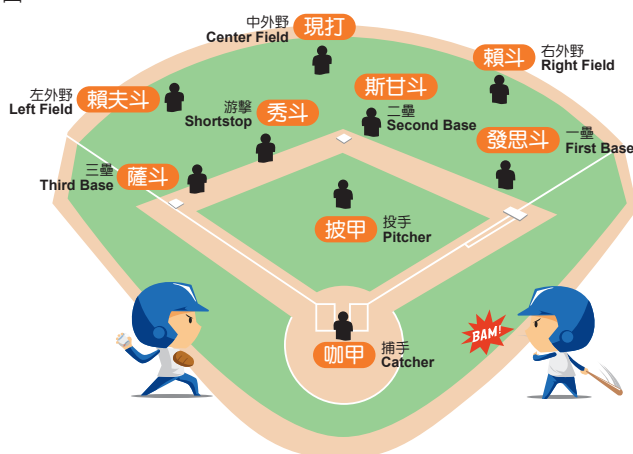 中外野
Center Field
現打
右外野
Right Field
賴斗
左外野
Left Field
賴夫斗
游擊
Shortstop
秀斗
斯甘斗
二壘
Second Base
發思斗
一壘
First Base
三壘
Third Base
薩斗
披甲
投手
Pitcher
BAM!
咖甲
捕手
Catcher